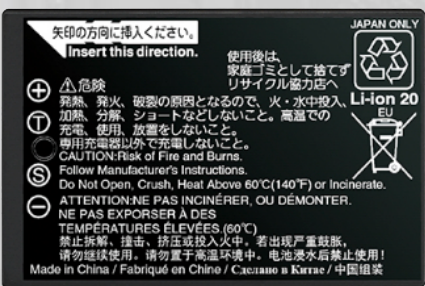 矢印の方向に挿入ください。
Insert this direction.
JAPAN ONLY
使用後は、
家庭ゴミとして捨てず
リサイクル協力店へ
Li-ion 20
EU
⚠危険
発熱、発火、破裂の原因となるので、火・水中投入、
加熱、分解、ショートなどしないこと。高温での
充電、使用、放置をしないこと。
専用充電器以外で充電しないこと。
CAUTION:Risk of Fire and Burns.
Follow Manufacturer's Instructions.
Do Not Open, Crush, Heat Above 60℃(140℉) or Incinerate.
ATTENTION:NE PAS INCINÉRER, OU DÉMONTER.
NE PAS EXPORSER À DES
TEMPÉRATURES ÉLEVÉES.(60℃)
禁止拆解、撞击、挤压或投入火中。若出现严重鼓胀，
请勿继续使用。请勿置于高温环境中。电池浸水后禁止使用！
Made in China / Fabriqué en Chine / Сделано в Китае / 中国组装
+
T
S
−